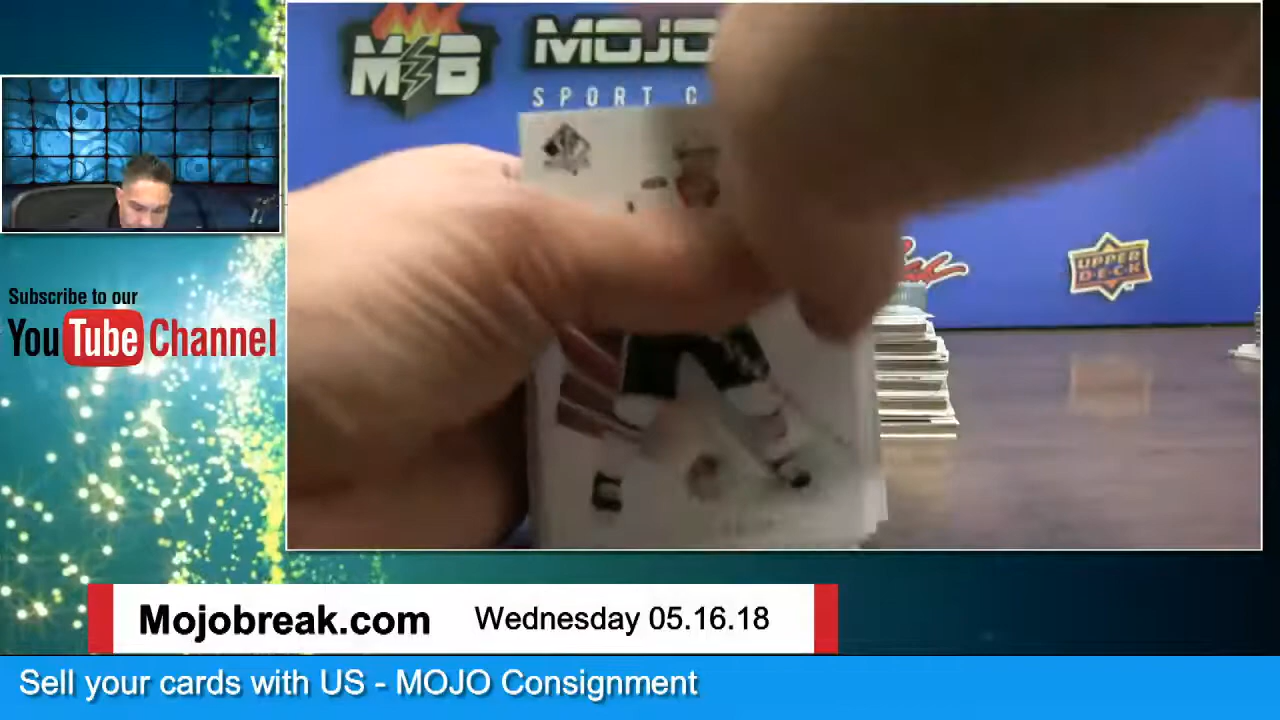 MB
MOJO
SPORT C
UPPER
DECK
Subscribe to our
YouTube Channel
Mojobreak.com
Wednesday 05.16.18
Sell your cards with US - MOJO Consignment